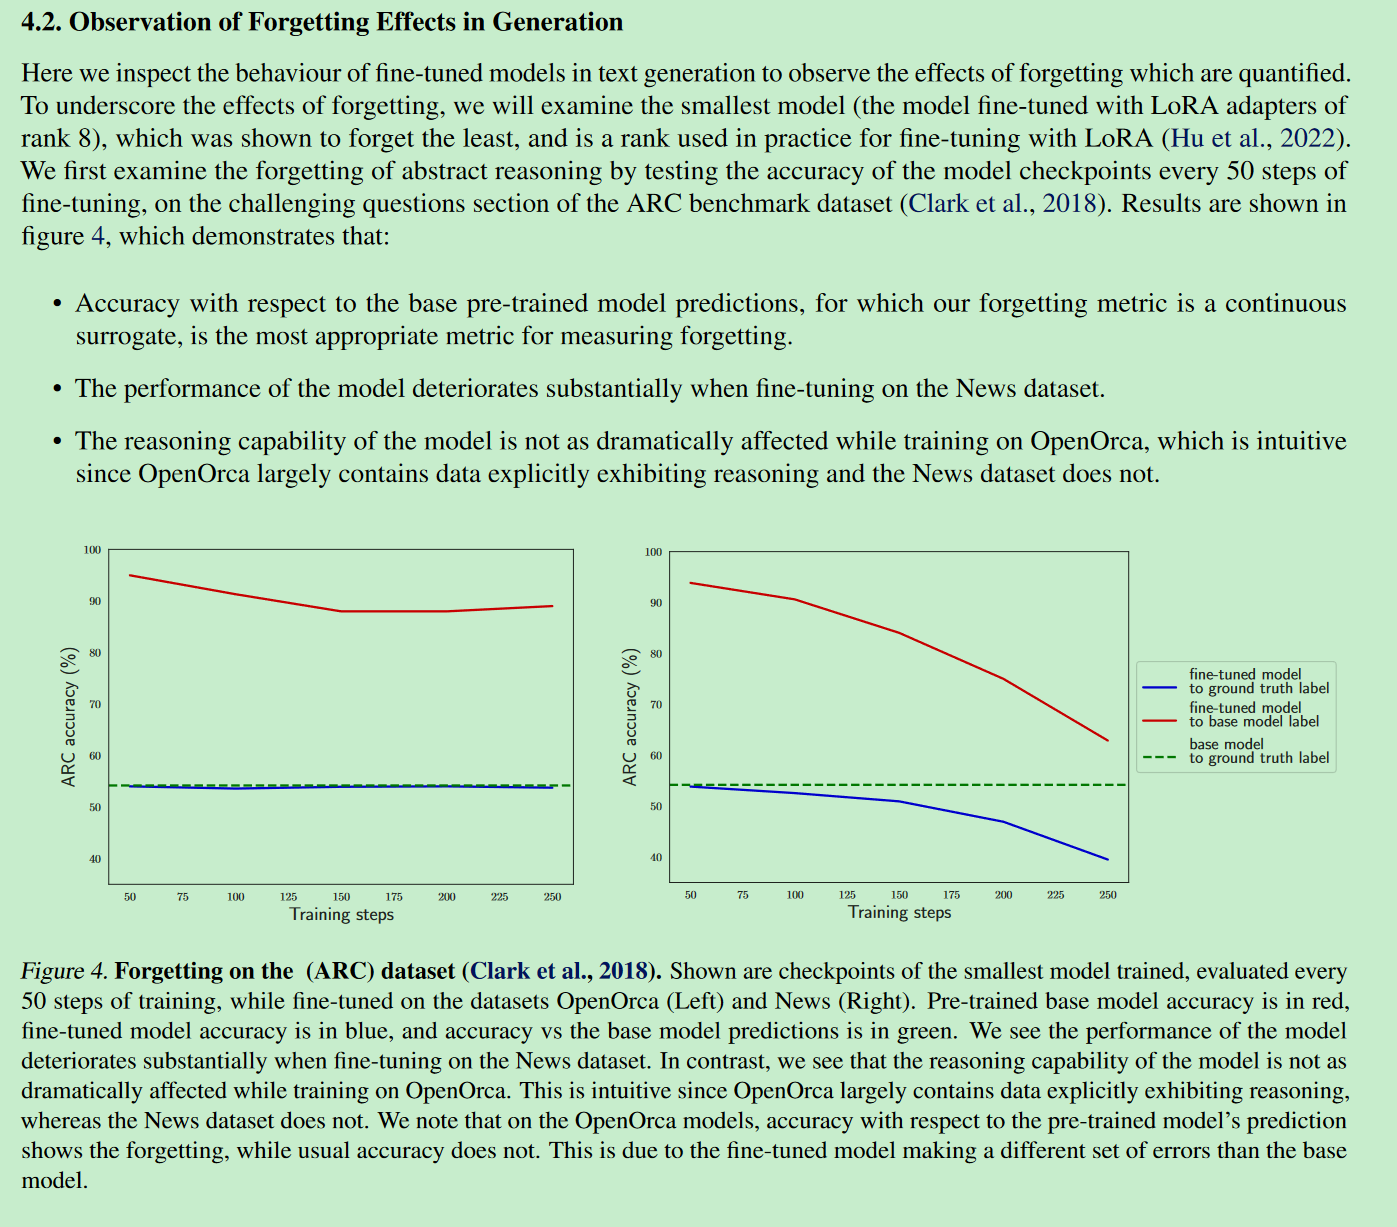 4.2. Observation of Forgetting Effects in Generation
Here we inspect the behaviour of fine-tuned models in text generation to observe the effects of forgetting which are quantified.
To underscore the effects of forgetting, we will examine the smallest model (the model fine-tuned with LoRA adapters of
rank 8), which was shown to forget the least, and is a rank used in practice for fine-tuning with LoRA (Hu et al., 2022).
We first examine the forgetting of abstract reasoning by testing the accuracy of the model checkpoints every 50 steps of
fine-tuning, on the challenging questions section of the ARC benchmark dataset (Clark et al., 2018). Results are shown in
figure 4, which demonstrates that:
• Accuracy with respect to the base pre-trained model predictions, for which our forgetting metric is a continuous
surrogate, is the most appropriate metric for measuring forgetting.
• The performance of the model deteriorates substantially when fine-tuning on the News dataset.
• The reasoning capability of the model is not as dramatically affected while training on OpenOrca, which is intuitive
since OpenOrca largely contains data explicitly exhibiting reasoning and the News dataset does not.
100
90
80
70
60
50
40
ARC accuracy (%)
50 75 100 125 150 175 200 225 250
Training steps
100
90
80
70
60
50
40
ARC accuracy (%)
50 75 100 125 150 175 200 225 250
Training steps
fine-tuned model
to ground truth label
fine-tuned model
to base model label
base model
to ground truth label
Figure 4. Forgetting on the (ARC) dataset (Clark et al., 2018). Shown are checkpoints of the smallest model trained, evaluated every
50 steps of training, while fine-tuned on the datasets OpenOrca (Left) and News (Right). Pre-trained base model accuracy is in red,
fine-tuned model accuracy is in blue, and accuracy vs the base model predictions is in green. We see the performance of the model
deteriorates substantially when fine-tuning on the News dataset. In contrast, we see that the reasoning capability of the model is not as
dramatically affected while training on OpenOrca. This is intuitive since OpenOrca largely contains data explicitly exhibiting reasoning,
whereas the News dataset does not. We note that on the OpenOrca models, accuracy with respect to the pre-trained model's prediction
shows the forgetting, while usual accuracy does not. This is due to the fine-tuned model making a different set of errors than the base
model.